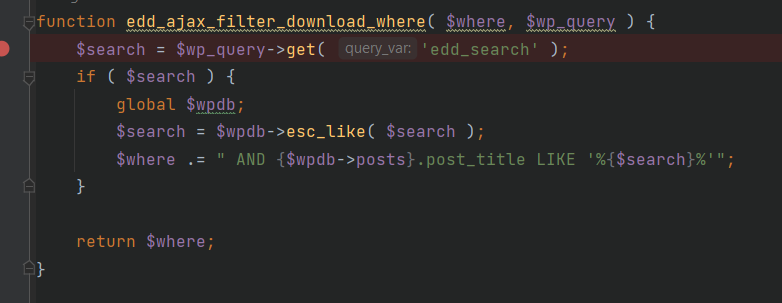 function edd_ajax_filter_download_where( $where, $wp_query ) {
$search = $wp_query->get( query_var: 'edd_search' );
if ( $search ) {
global $wpdb;
$search = $wpdb->esc_like( $search );
$where .= " AND {$wpdb->posts}.post_title LIKE '%{$search}%'";
}
return $where;
}